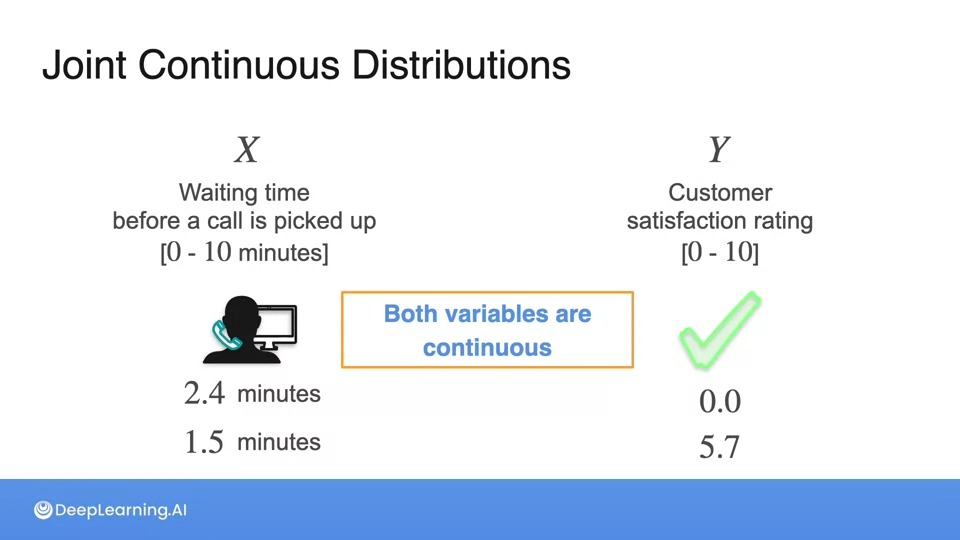 Joint Continuous Distributions
X
Waiting time
before a call is picked up
[0 - 10 minutes]
Y
Customer
satisfaction rating
[0 - 10]
Both variables are
continuous
2.4 minutes
1.5 minutes
0.0
5.7
DeepLearning.AI